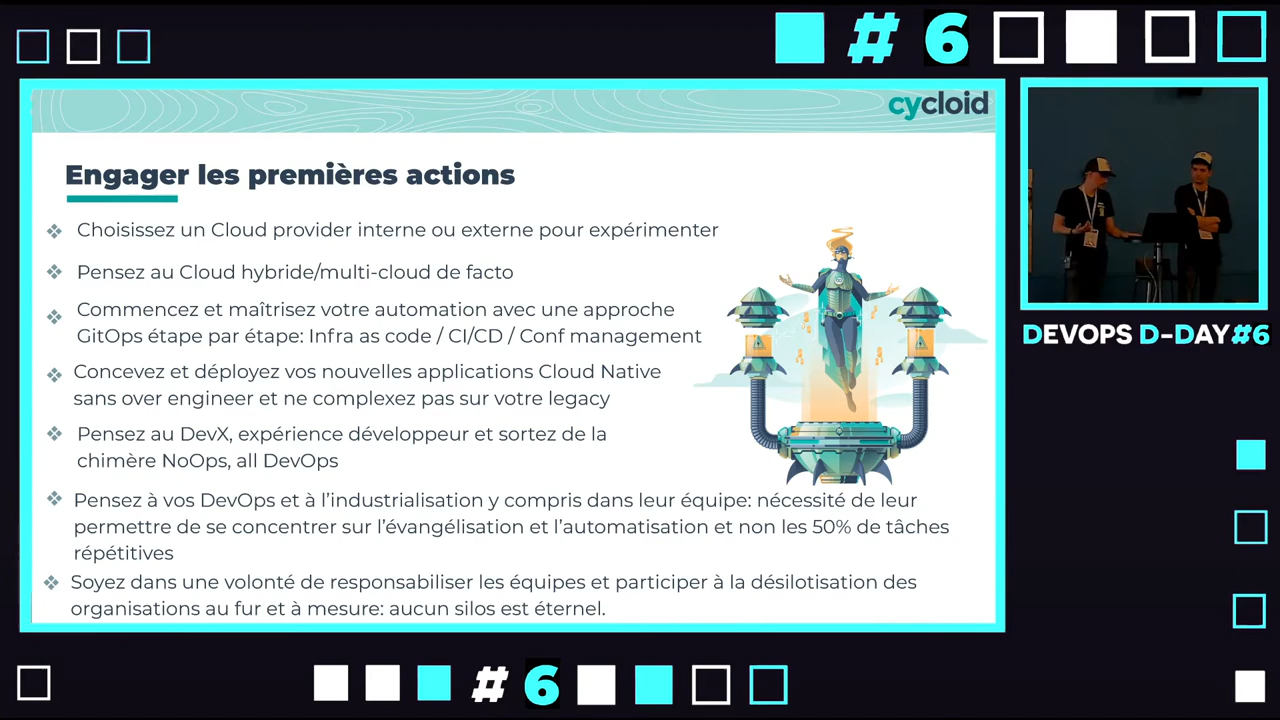 # 6
cycloid
Engager les premières actions
Choisissez un Cloud provider interne ou externe pour expérimenter
Pensez au Cloud hybride/multi-cloud de facto
Commencez et maîtrisez votre automation avec une approche
GitOps étape par étape: Infra as code / CI/CD / Conf management
Concevez et déployez vos nouvelles applications Cloud Native
sans over engineer et ne complexez pas sur votre legacy
Pensez au DevX, expérience développeur et sortez de la
chimère NoOps, all DevOps
Pensez à vos DevOps et à l’industrialisation y compris dans leur équipe: nécessité de leur
permettre de se concentrer sur l’évangélisation et l’automatisation et non les 50% de tâches
répétitives
Soyez dans une volonté de responsabiliser les équipes et participer à la désilotisation des
organisations au fur et à mesure: aucun silos est éternel.
DEVOPS D-DAY#6
# 6